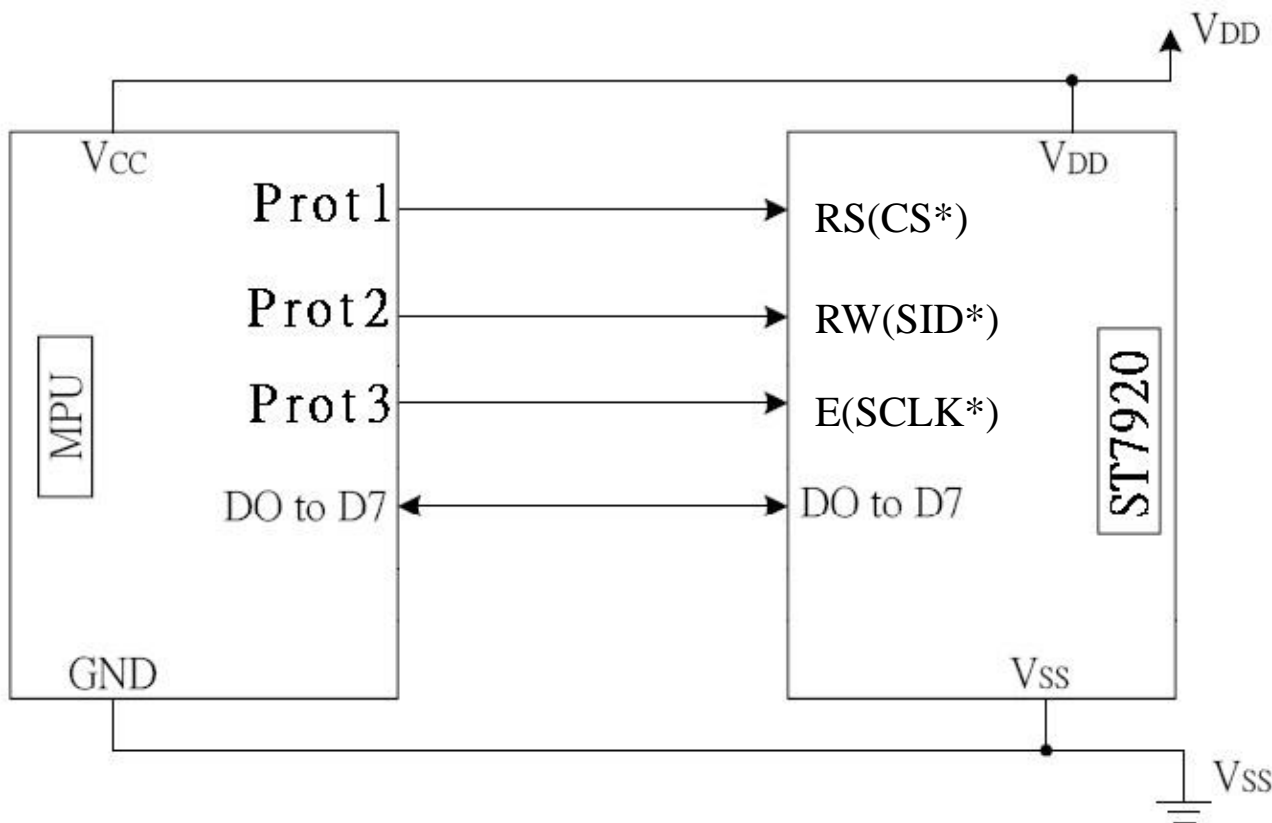 VDD
VCC
VDD
Prot1
RS(CS*)
Prot2
RW(SID*)
MPU
Prot3
E(SCLK*)
ST7920
DO to D7
DO to D7
GND
VSS
VSS